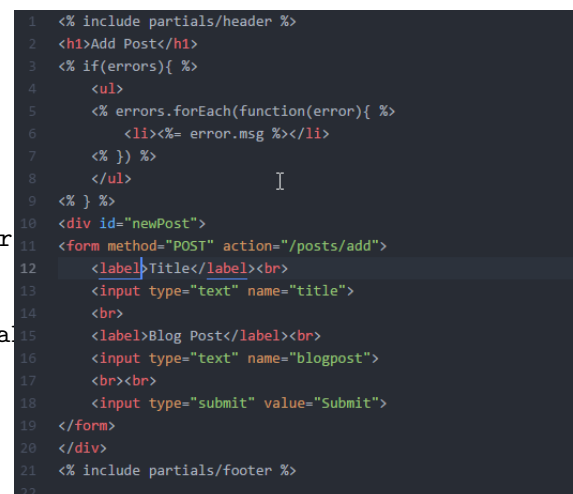 1 <% include partials/header %>
2 <h1>Add Post</h1>
3 <% if(errors){ %>
4 <ul>
5 <% errors.forEach(function(error){ %>
6 <li><%= error.msg %></li>
7 <% }) %>
8 </ul>
9 <% } %>
10 <div id="newPost">
r
11 <form method="POST" action="/posts/add">
12 <label>Title</label><br>
13 <input type="text" name="title">
14 <br>
al
15 <label>Blog Post</label><br>
16 <input type="text" name="blogpost">
17 <br><br>
18 <input type="submit" value="Submit">
19 </form>
20 </div>
21 <% include partials/footer %>
22